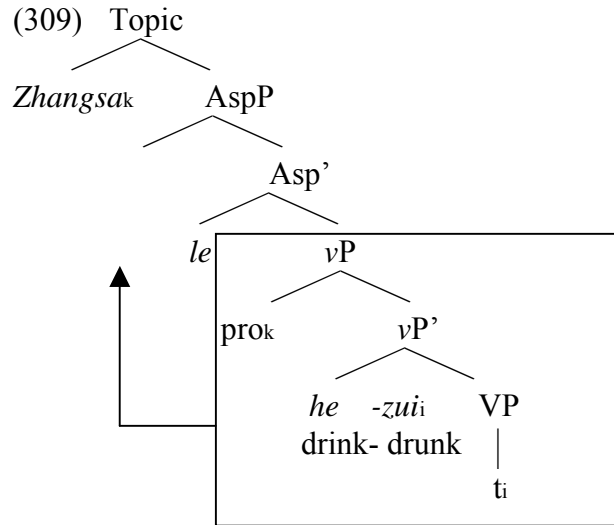 (309) Topic
Zhangsak AspP
Asp’
le vP
prok vP’
he -zuii VP
drink- drunk
ti